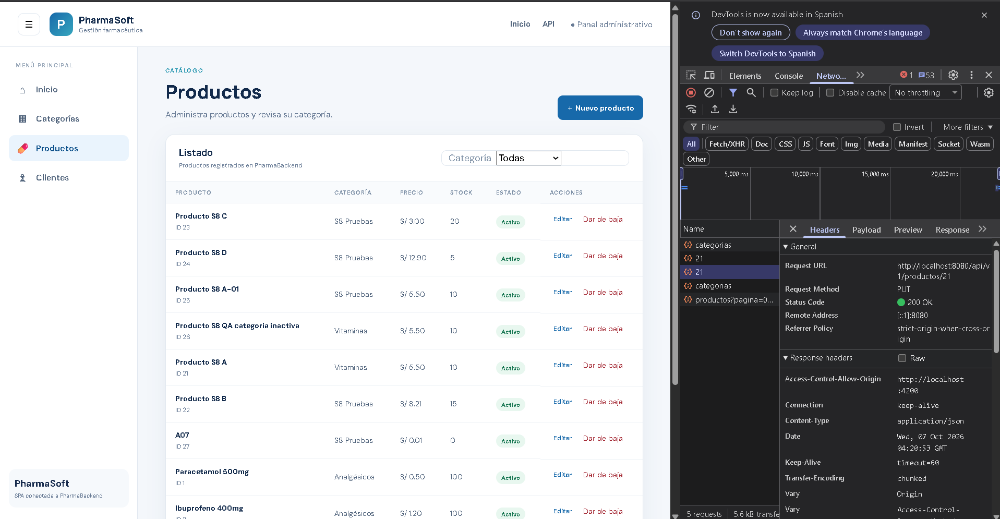 ☰
P
PharmaSoft
Gestión farmacéutica
Inicio
API
● Panel administrativo
MENÚ PRINCIPAL
Inicio
Categorías
Productos
Clientes
PharmaSoft
SPA conectada a PharmaBackend
CATÁLOGO
Productos
Administra productos y revisa su categoría.
+ Nuevo producto
Listado
Productos registrados en PharmaBackend
Categoría Todas
PRODUCTO CATEGORÍA PRECIO STOCK ESTADO ACCIONES
Producto S8 C
ID 23
S8 Pruebas S/ 3.00 20 Activo Editar Dar de baja
Producto S8 D
ID 24
S8 Pruebas S/ 12.90 5 Activo Editar Dar de baja
Producto S8 A-01
ID 25
S8 Pruebas S/ 5.50 10 Activo Editar Dar de baja
Producto S8 QA categoria inactiva
ID 26
Vitaminas S/ 5.50 10 Activo Editar Dar de baja
Producto S8 A
ID 21
Vitaminas S/ 5.50 10 Activo Editar Dar de baja
Producto S8 B
ID 22
S8 Pruebas S/ 8.21 15 Activo Editar Dar de baja
A07
ID 27
S8 Pruebas S/ 0.01 0 Activo Editar Dar de baja
Paracetamol 500mg
ID 1
Analgésicos S/ 0.50 100 Activo Editar Dar de baja
Ibuprofeno 400mg
Analgésicos S/ 1.20 100 Activo Editar Dar de baja
DevTools is now available in Spanish
Don't show again
Always match Chrome's language
Switch DevTools to Spanish
Elements Console Netwo... 1 53
Keep log Disable cache No throttling
Filter Invert More filters
All Fetch/XHR Doc CSS JS Font Img Media Manifest Socket Wasm
Other
5,000 ms 10,000 ms 15,000 ms 20,000 ms
Name
categorias
21
21
categorias
productos?pagina=0...
Headers Payload Preview Response
General
Request URL http://localhost:8080/api/v
1/productos/21
Request Method PUT
Status Code 200 OK
Remote Address [::1]:8080
Referrer Policy strict-origin-when-cross-or
igin
Response headers Raw
Access-Control-Allow-Origin http://localhost
:4200
Connection keep-alive
Content-Type application/json
Date Wed, 07 Oct 2026
04:20:53 GMT
Keep-Alive timeout=60
Transfer-Encoding chunked
Vary Origin
Vary Access-Control-
5 requests 5.6 kB transfe